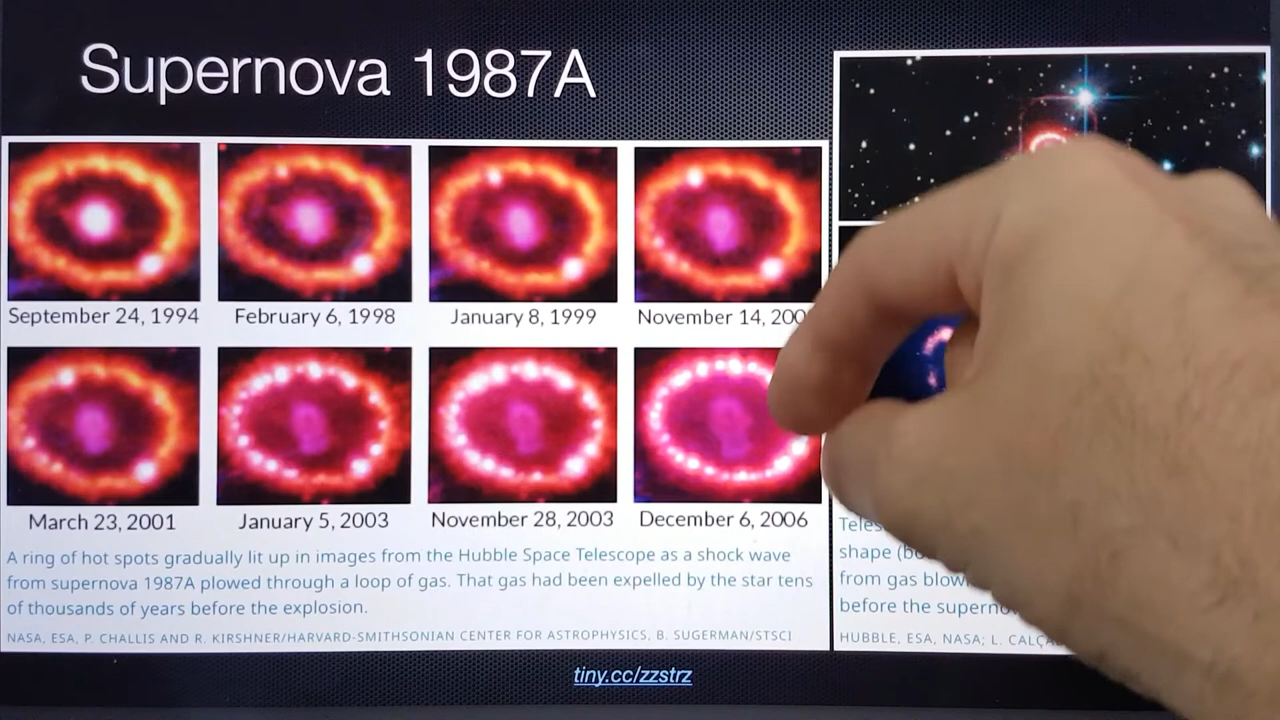 Supernova 1987A
September 24, 1994
February 6, 1998
January 8, 1999
November 14, 200
March 23, 2001
January 5, 2003
November 28, 2003
December 6, 2006
A ring of hot spots gradually lit up in images from the Hubble Space Telescope as a shock wave
from supernova 1987A plowed through a loop of gas. That gas had been expelled by the star tens
of thousands of years before the explosion.
NASA, ESA, P. CHALLIS AND R. KIRSHNER/HARVARD-SMITHSONIAN CENTER FOR ASTROPHYSICS, B. SUGERMAN/STSCI
shape
from gas
before the
HUBBLE, ESA, NASA; L.
tiny.cc/zzstrz